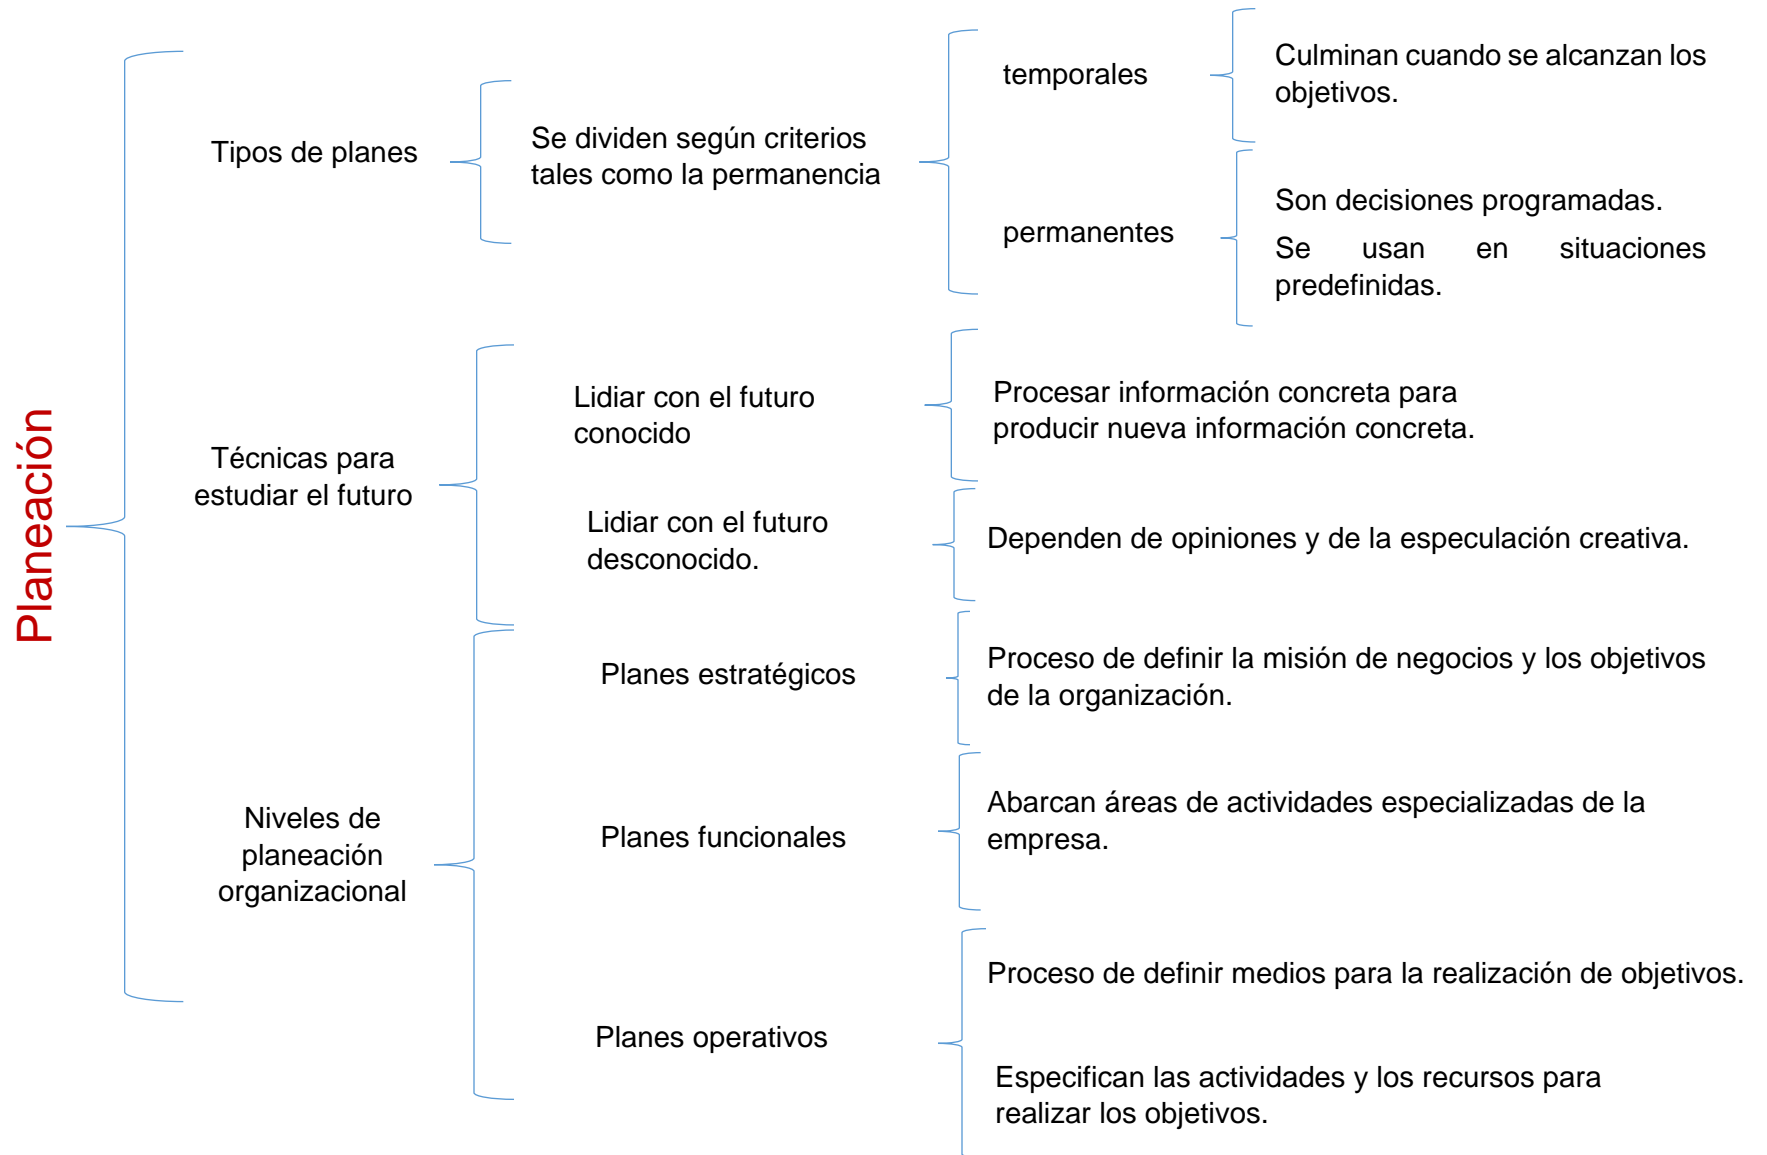 Planeación
Tipos de planes
Se dividen según criterios
tales como la permanencia
temporales
Culminan cuando se alcanzan los
objetivos.
permanentes
Son decisiones programadas.
Se usan en situaciones
predefinidas.
Técnicas para
estudiar el futuro
Lidiar con el futuro
conocido
Procesar información concreta para
producir nueva información concreta.
Lidiar con el futuro
desconocido.
Dependen de opiniones y de la especulación creativa.
Niveles de
planeación
organizacional
Planes estratégicos
Proceso de definir la misión de negocios y los objetivos
de la organización.
Planes funcionales
Abarcan áreas de actividades especializadas de la
empresa.
Planes operativos
Proceso de definir medios para la realización de objetivos.
Especifican las actividades y los recursos para
realizar los objetivos.